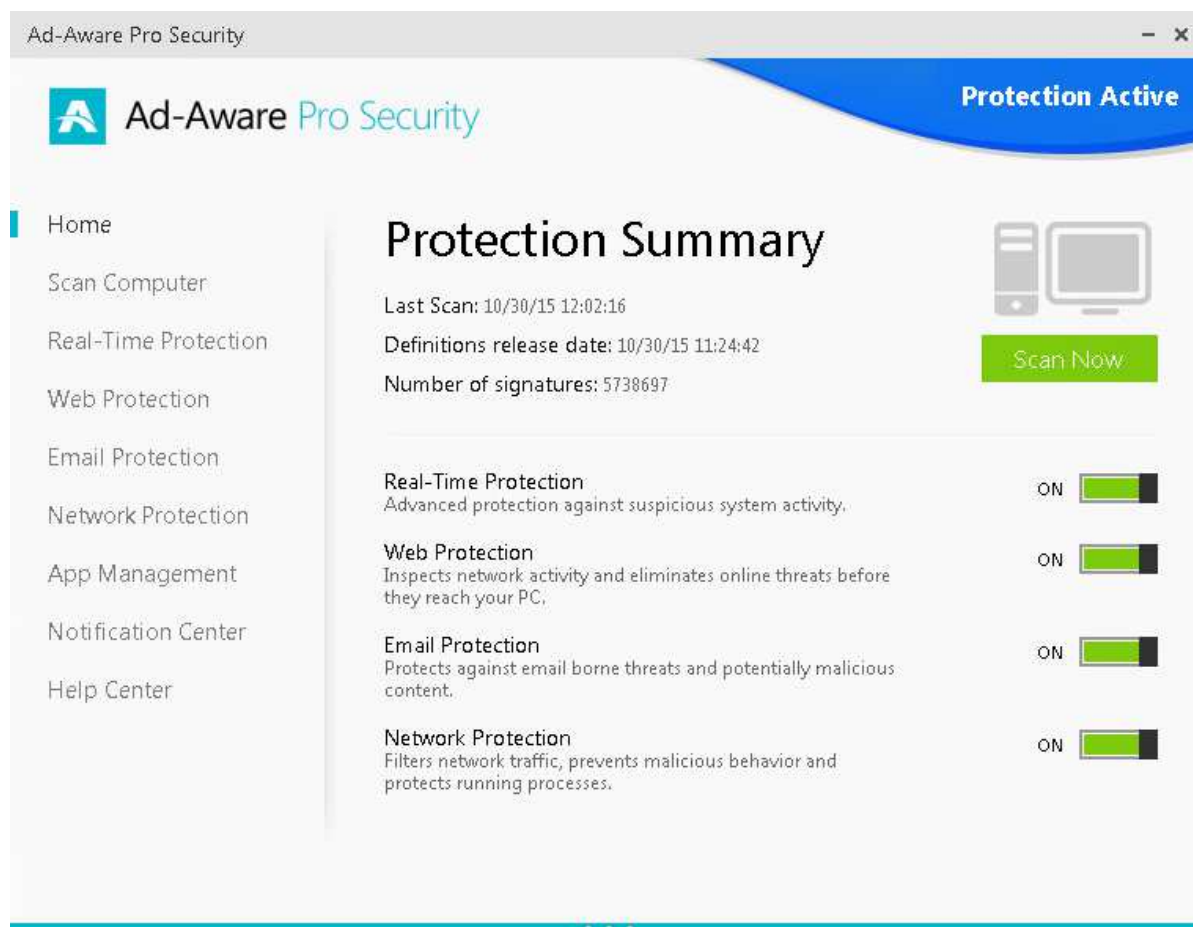 Ad-Aware Pro Security
Ad-Aware Pro Security
Protection Active
Home
Scan Computer
Real-Time Protection
Web Protection
Email Protection
Network Protection
App Management
Notification Center
Help Center
Protection Summary
Last Scan: 10/30/15 12:02:16
Definitions release date: 10/30/15 11:24:42
Number of signatures: 5738697
Scan Now
Real-Time Protection
Advanced protection against suspicious system activity.
ON
Web Protection
Inspects network activity and eliminates online threats before
they reach your PC.
ON
Email Protection
Protects against email borne threats and potentially malicious
content.
ON
Network Protection
Filters network traffic, prevents malicious behavior and
protects running processes.
ON